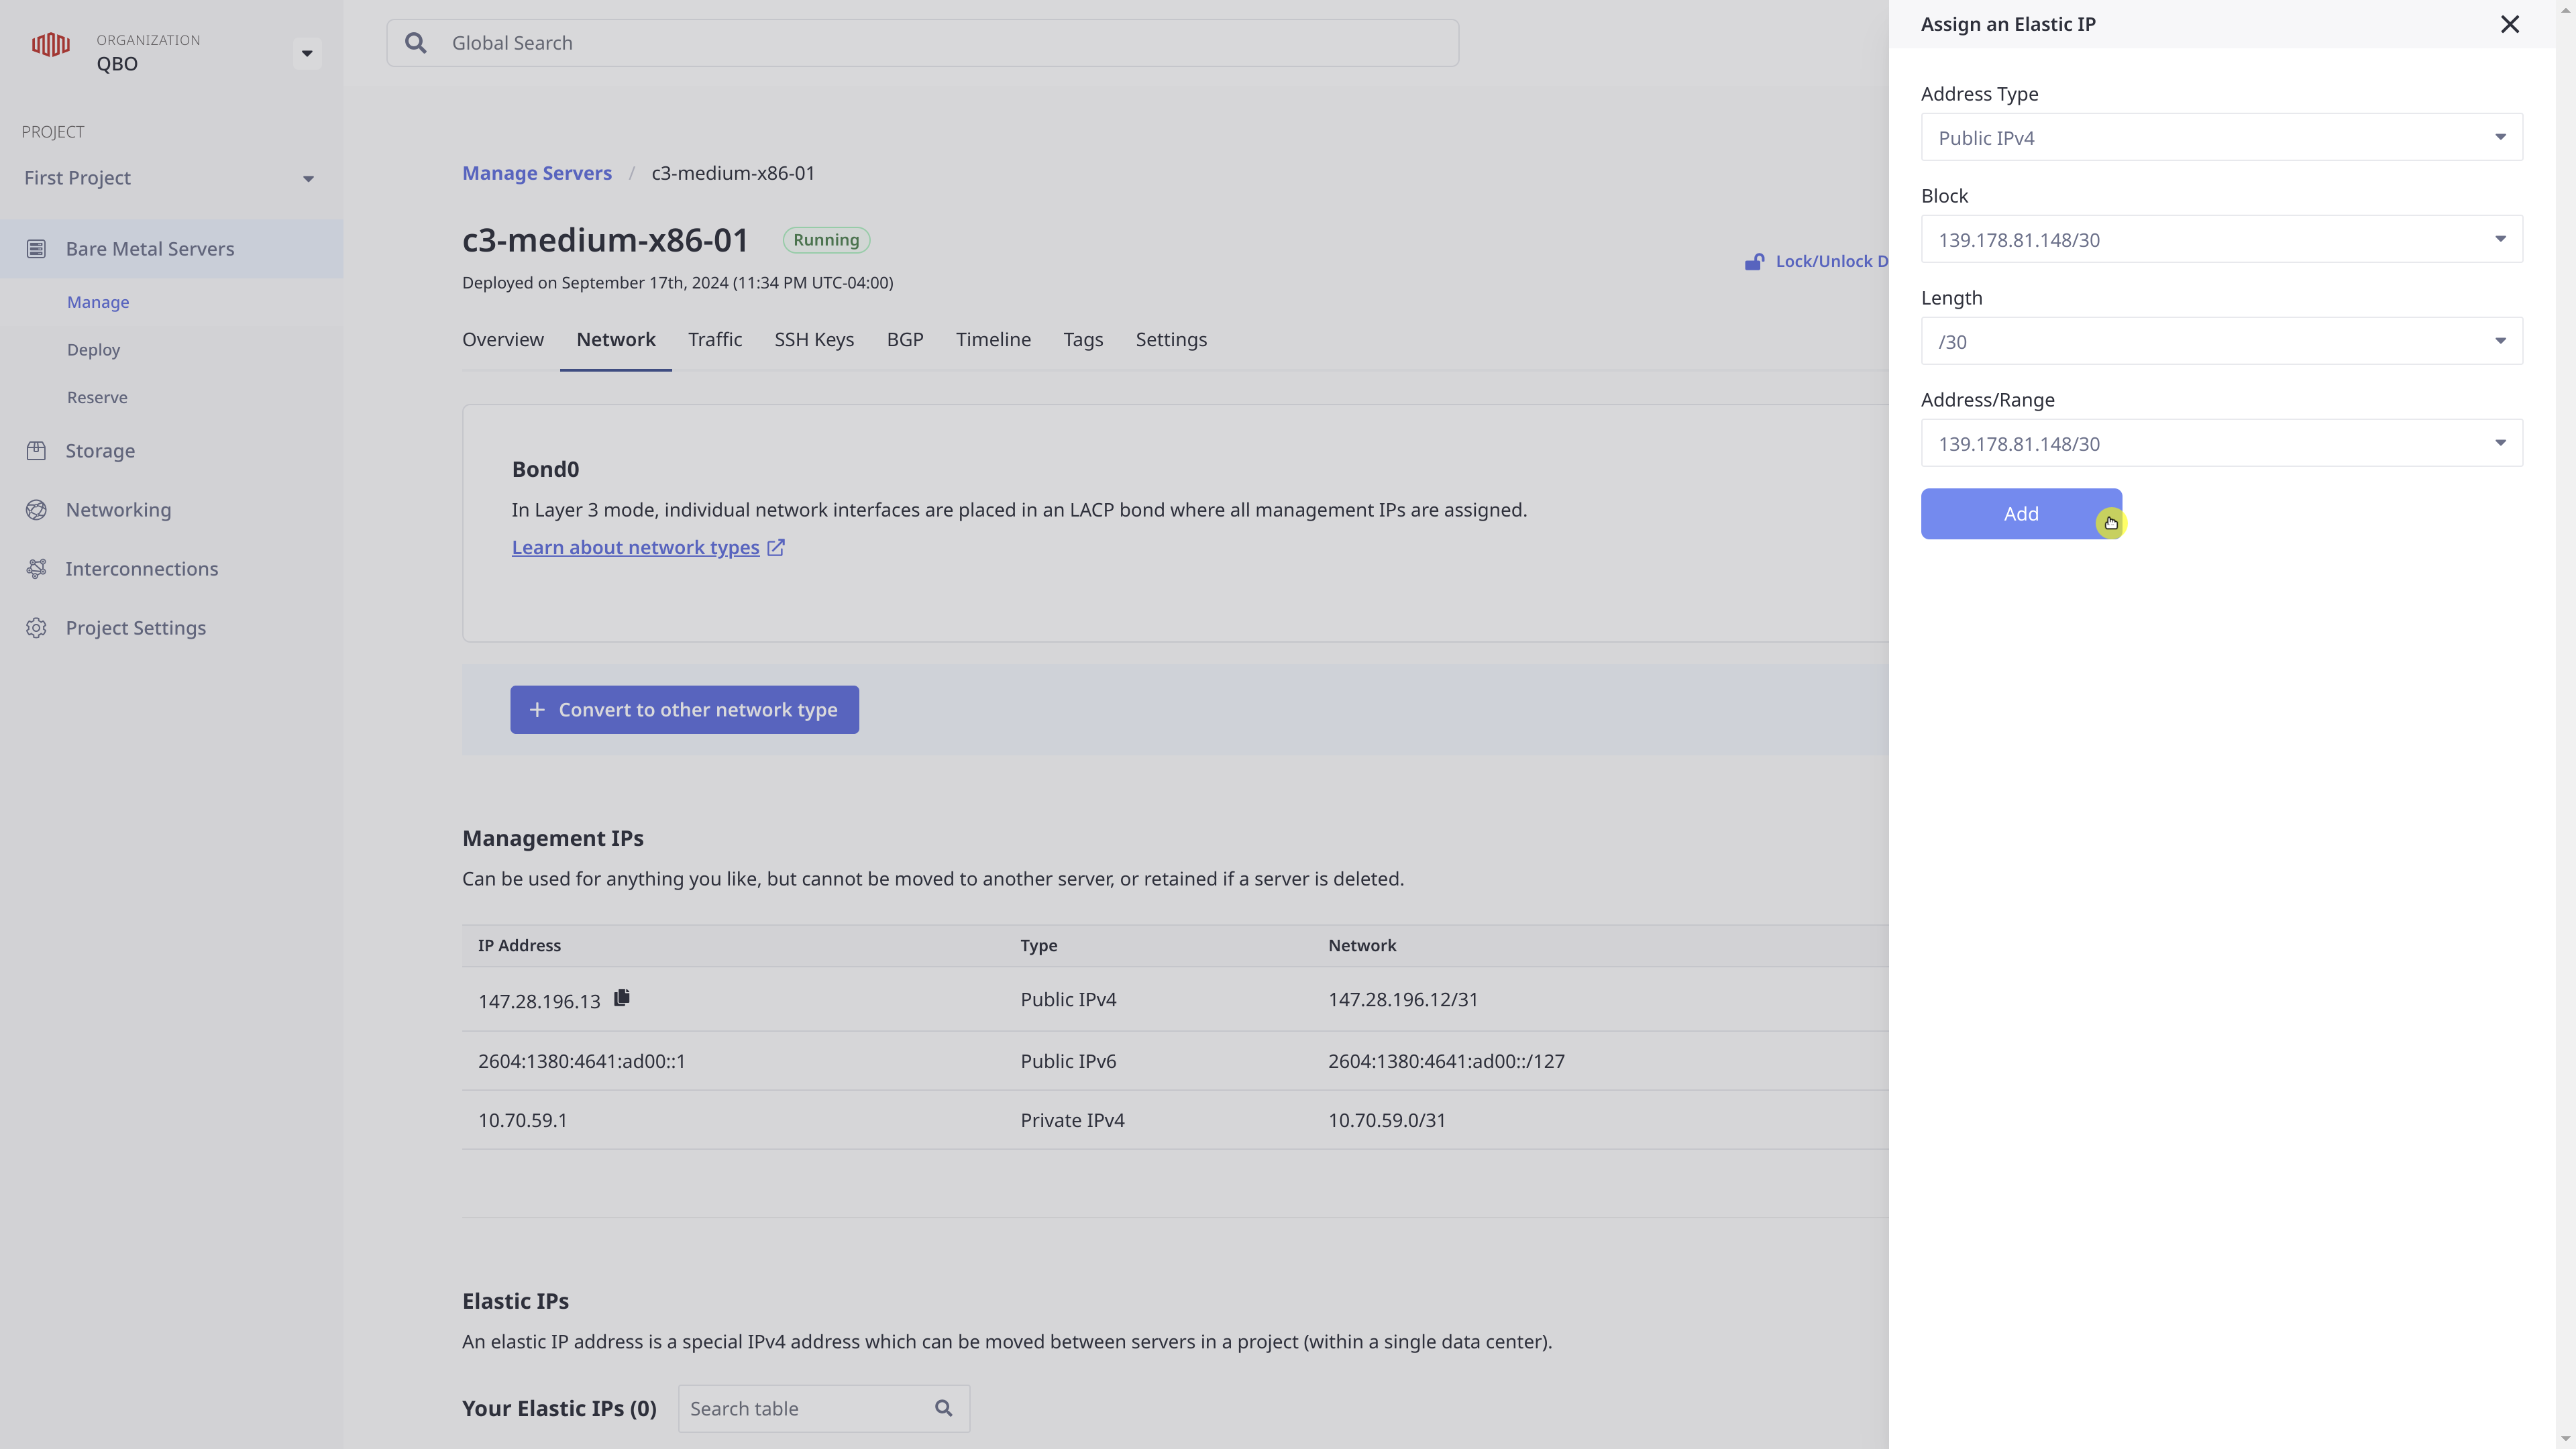 ORGANIZATION
QBO
PROJECT
First Project
Bare Metal Servers
Manage
Deploy
Reserve
Storage
Networking
Interconnections
Project Settings
Global Search
Manage Servers / c3-medium-x86-01
c3-medium-x86-01 Running
Deployed on September 17th, 2024 (11:34 PM UTC-04:00)
Lock/Unlock D
Overview Network Traffic SSH Keys BGP Timeline Tags Settings
Bond0
In Layer 3 mode, individual network interfaces are placed in an LACP bond where all management IPs are assigned.
Learn about network types
+ Convert to other network type
Management IPs
Can be used for anything you like, but cannot be moved to another server, or retained if a server is deleted.
IP Address Type Network
147.28.196.13 Public IPv4 147.28.196.12/31
2604:1380:4641:ad00::1 Public IPv6 2604:1380:4641:ad00::/127
10.70.59.1 Private IPv4 10.70.59.0/31
Elastic IPs
An elastic IP address is a special IPv4 address which can be moved between servers in a project (within a single data center).
Your Elastic IPs (0) Search table
Assign an Elastic IP
Address Type
Public IPv4
Block
139.178.81.148/30
Length
/30
Address/Range
139.178.81.148/30
Add